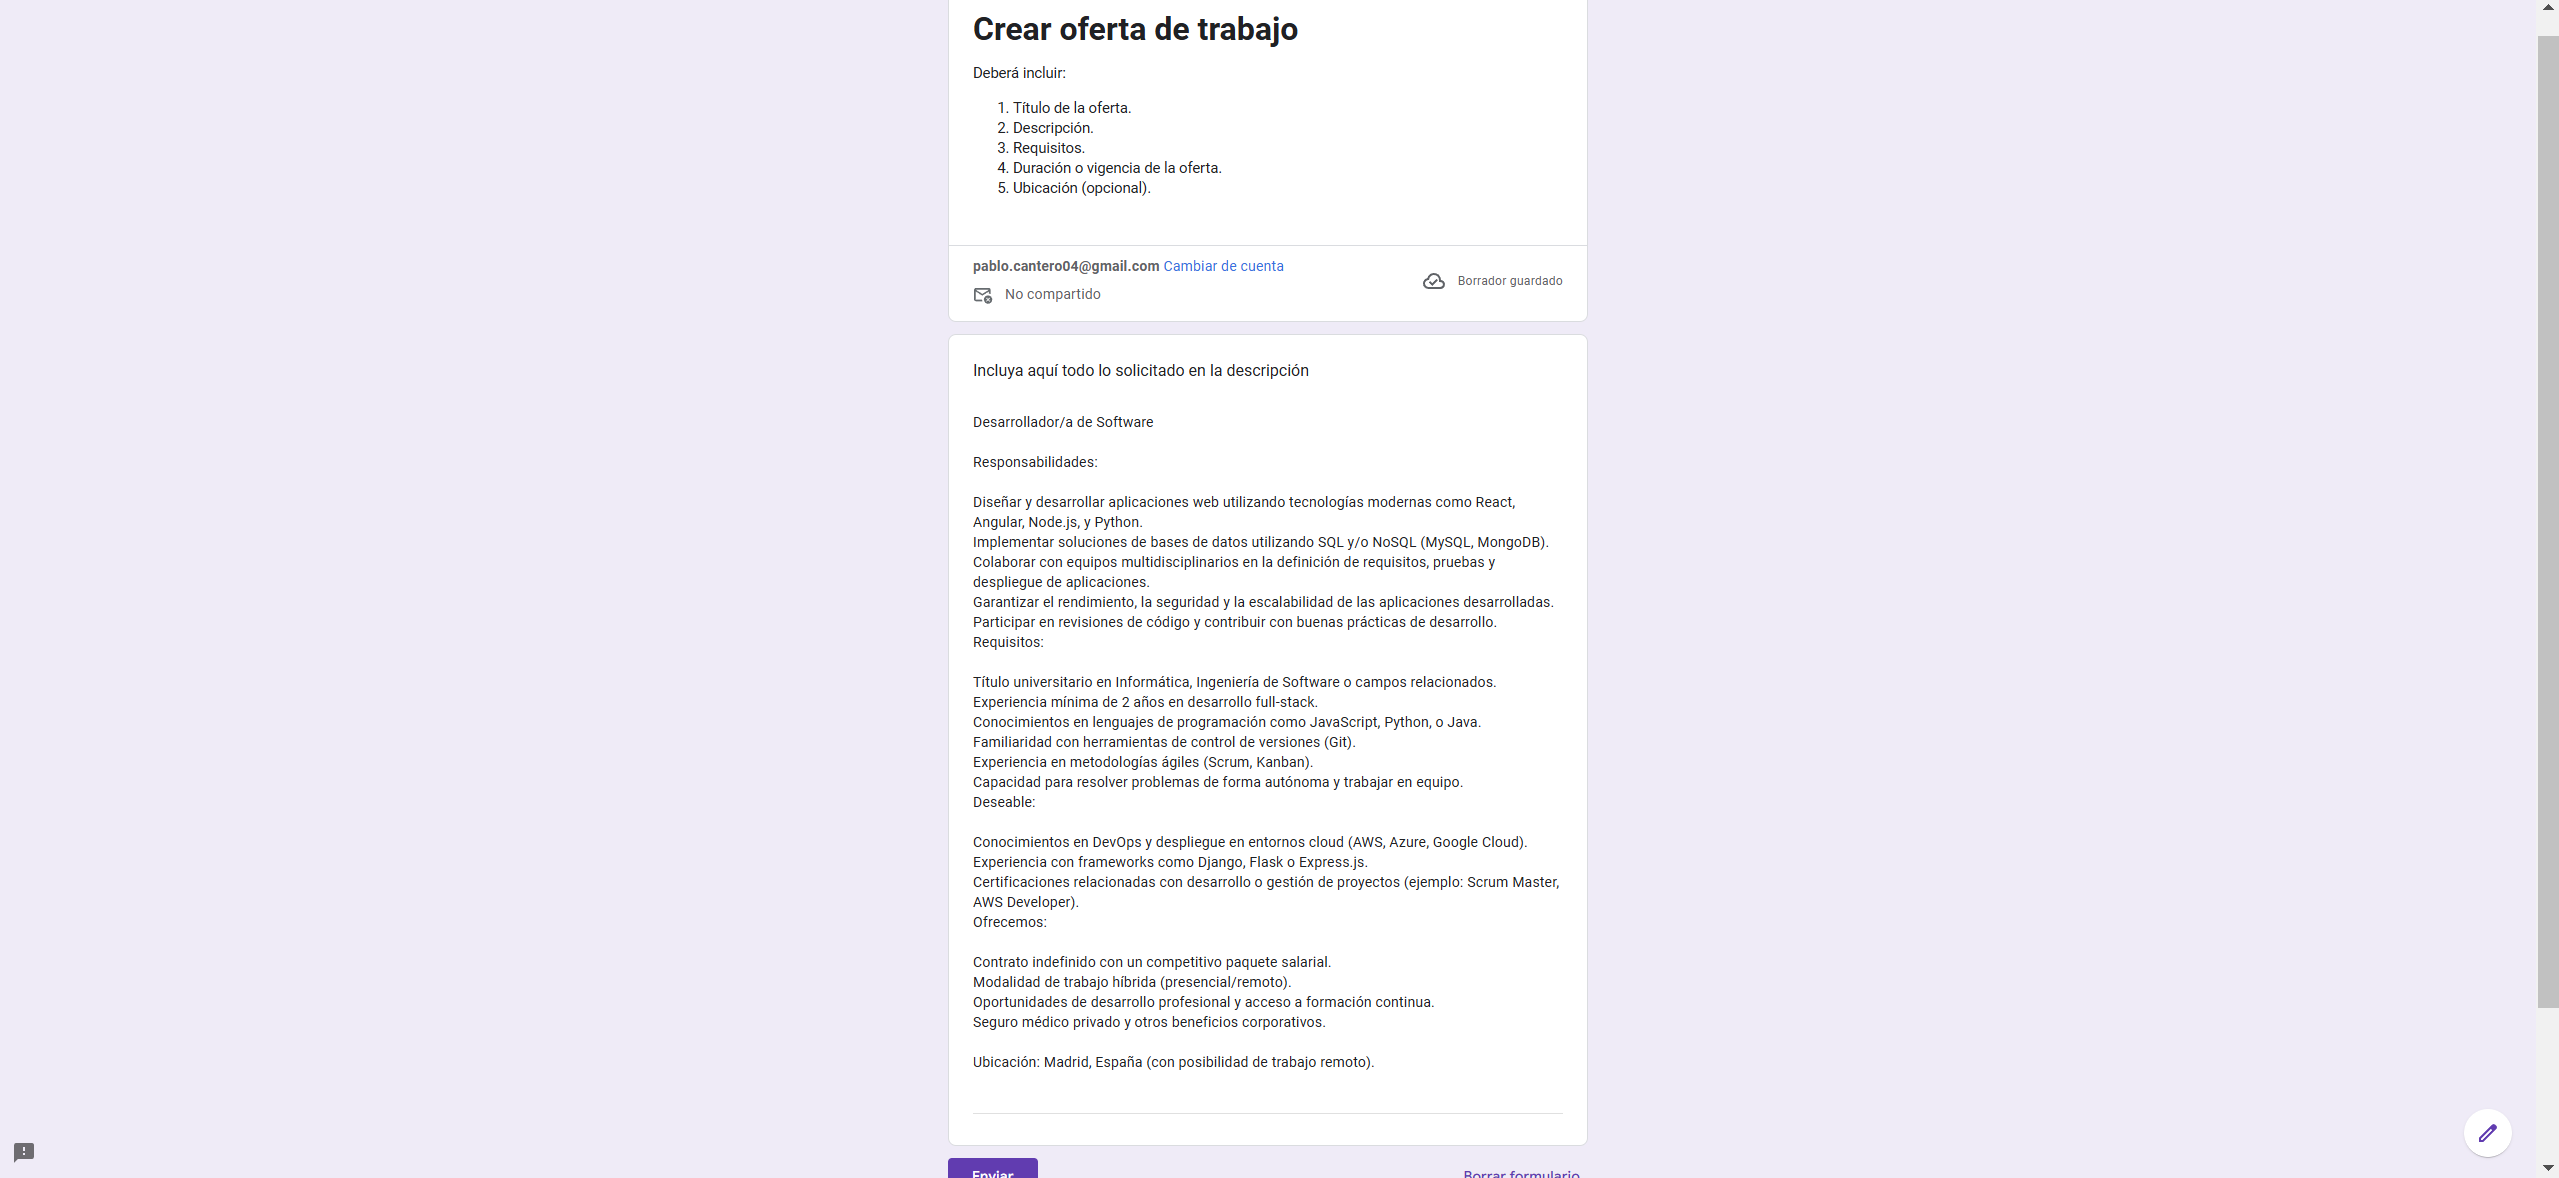 Crear oferta de trabajo
Deberá incluir:
1. Título de la oferta.
2. Descripción.
3. Requisitos.
4. Duración o vigencia de la oferta.
5. Ubicación (opcional).
pablo.cantero04@gmail.com Cambiar de cuenta
No compartido
Borrador guardado
Incluya aquí todo lo solicitado en la descripción
Desarrollador/a de Software
Responsabilidades:
Diseñar y desarrollar aplicaciones web utilizando tecnologías modernas como React,
Angular, Node.js, y Python.
Implementar soluciones de bases de datos utilizando SQL y/o NoSQL (MySQL, MongoDB).
Colaborar con equipos multidisciplinarios en la definición de requisitos, pruebas y
despliegue de aplicaciones.
Garantizar el rendimiento, la seguridad y la escalabilidad de las aplicaciones desarrolladas.
Participar en revisiones de código y contribuir con buenas prácticas de desarrollo.
Requisitos:
Título universitario en Informática, Ingeniería de Software o campos relacionados.
Experiencia mínima de 2 años en desarrollo full-stack.
Conocimientos en lenguajes de programación como JavaScript, Python, o Java.
Familiaridad con herramientas de control de versiones (Git).
Experiencia en metodologías ágiles (Scrum, Kanban).
Capacidad para resolver problemas de forma autónoma y trabajar en equipo.
Deseable:
Conocimientos en DevOps y despliegue en entornos cloud (AWS, Azure, Google Cloud).
Experiencia con frameworks como Django, Flask o Express.js.
Certificaciones relacionadas con desarrollo o gestión de proyectos (ejemplo: Scrum Master,
AWS Developer).
Ofrecemos:
Contrato indefinido con un competitivo paquete salarial.
Modalidad de trabajo híbrida (presencial/remoto).
Oportunidades de desarrollo profesional y acceso a formación continua.
Seguro médico privado y otros beneficios corporativos.
Ubicación: Madrid, España (con posibilidad de trabajo remoto).
Enviar
Borrar formulario